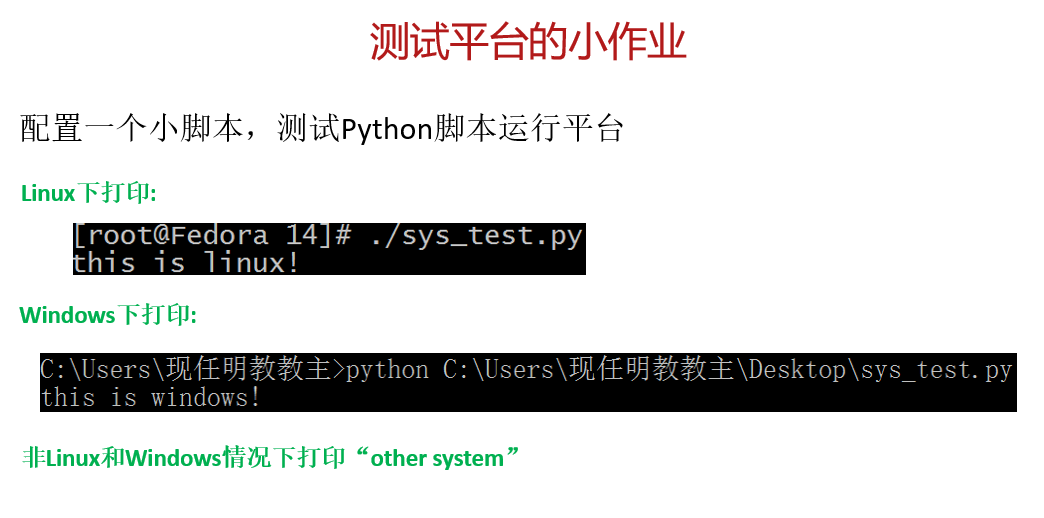 测试平台的小作业
配置一个小脚本，测试Python脚本运行平台
Linux下打印:
[root@Fedora 14]# ./sys_test.py
this is linux!
Windows下打印:
C:\Users\现任明教教主>python C:\Users\现任明教教主\Desktop\sys_test.py
this is windows!
非Linux和Windows情况下打印“other system”